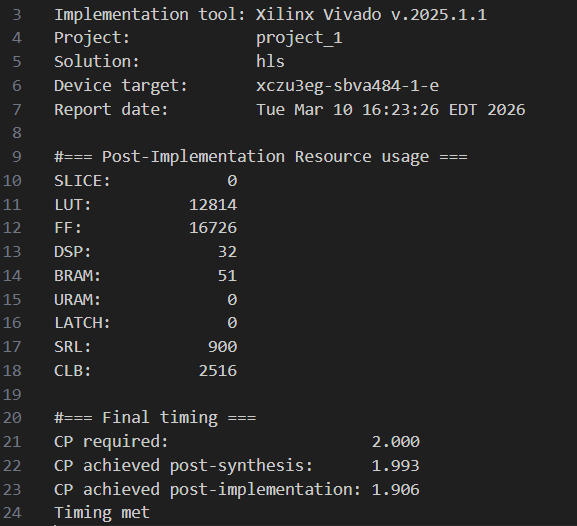 3 Implementation tool: Xilinx Vivado v.2025.1.1
4 Project: project_1
5 Solution: hls
6 Device target: xczu3eg-sbva484-1-e
7 Report date: Tue Mar 10 16:23:26 EDT 2026
8
9 #=== Post-Implementation Resource usage ===
10 SLICE: 0
11 LUT: 12814
12 FF: 16726
13 DSP: 32
14 BRAM: 51
15 URAM: 0
16 LATCH: 0
17 SRL: 900
18 CLB: 2516
19
20 #=== Final timing ===
21 CP required: 2.000
22 CP achieved post-synthesis: 1.993
23 CP achieved post-implementation: 1.906
24 Timing met